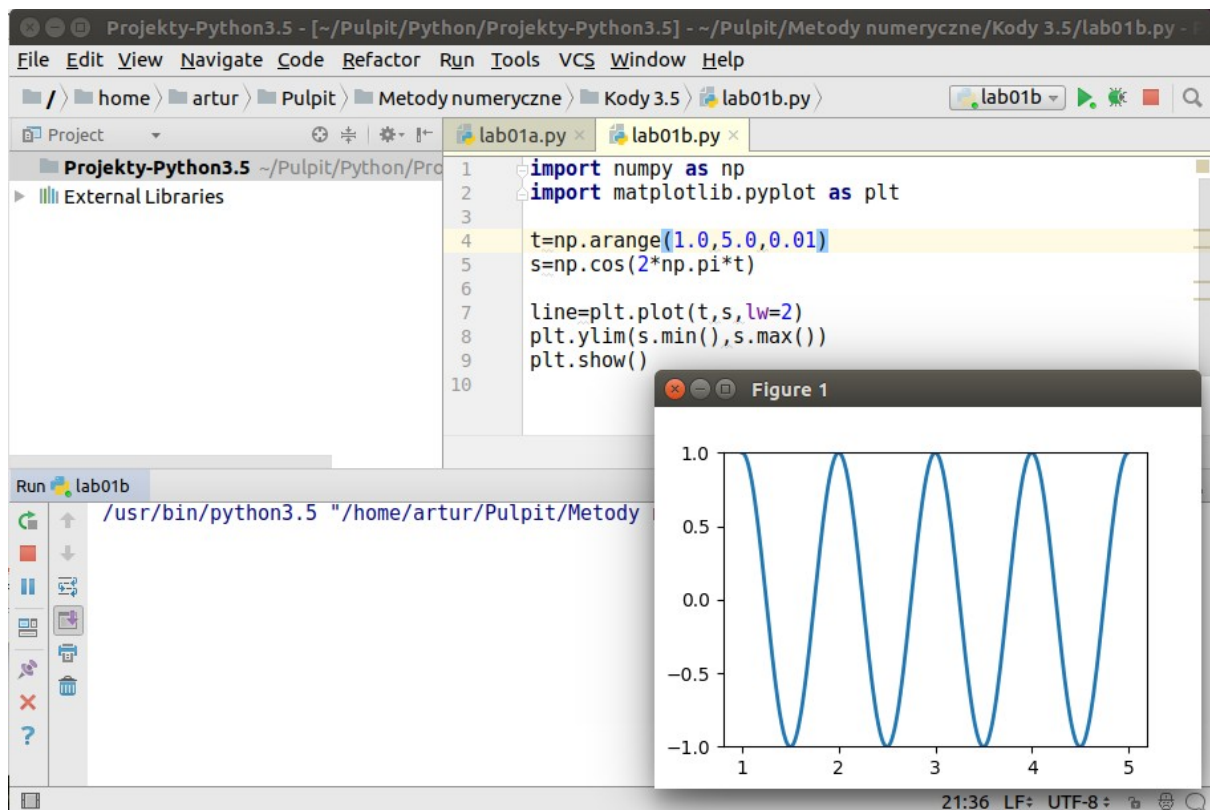 Projekty-Python3.5 - [~/Pulpit/Python/Projekty-Python3.5] - ~/Pulpit/Metody numeryczne/Kody 3.5/lab01b.py -
File Edit View Navigate Code Refactor Run Tools VCS Window Help
/ home artur Pulpit Metody numeryczne Kody 3.5 lab01b.py lab01b
Project
lab01a.py lab01b.py
Projekty-Python3.5 ~/Pulpit/Python/Pro
External Libraries
1 import numpy as np
2 import matplotlib.pyplot as plt
3
4 t=np.arange(1.0,5.0,0.01)
5 s=np.cos(2*np.pi*t)
6
7 line=plt.plot(t,s,lw=2)
8 plt.ylim(s.min(),s.max())
9 plt.show()
10
Figure 1
1.0
0.5
0.0
−0.5
−1.0
1 2 3 4 5
Run lab01b
/usr/bin/python3.5 "/home/artur/Pulpit/Metody
21:36 LF UTF-8